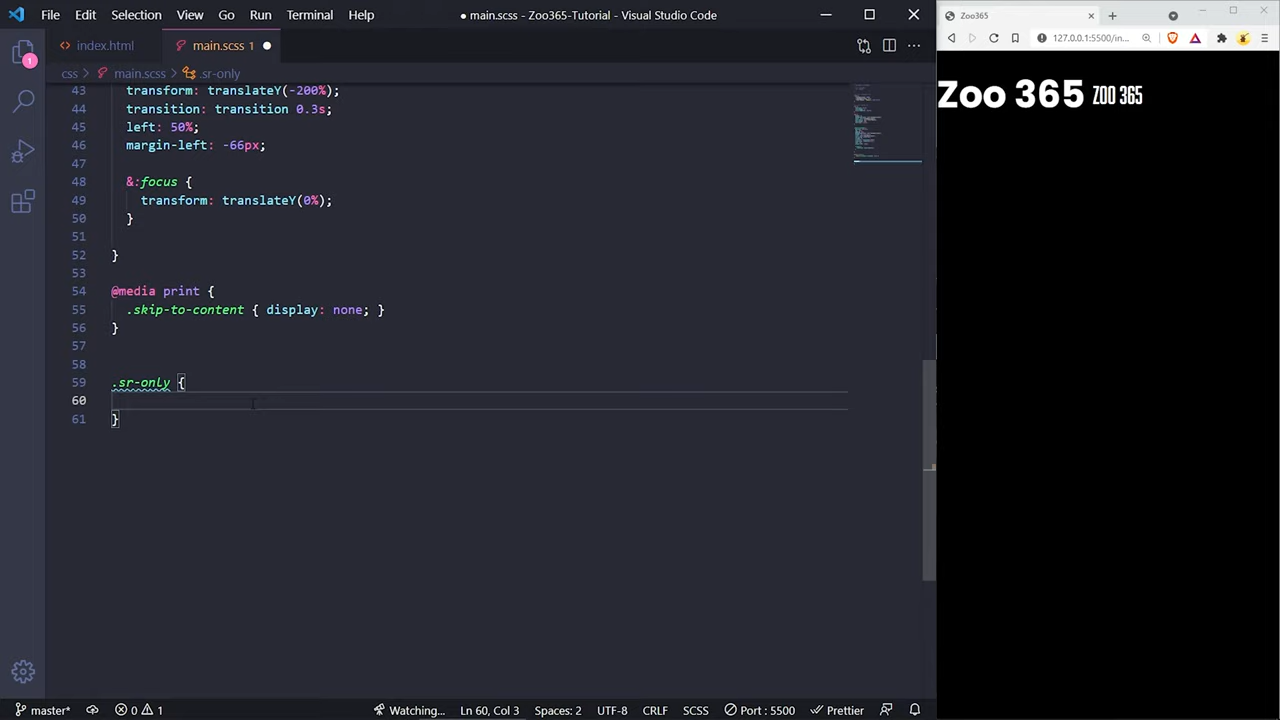 File Edit Selection View Go Run Terminal Help
● main.scss - Zoo365-Tutorial - Visual Studio Code
index.html
main.scss 1
css > main.scss > .sr-only
43 transform: translateY(-200%);
44 transition: transition 0.3s;
45 left: 50%;
46 margin-left: -66px;
47
48 &:focus {
49 transform: translateY(0%);
50 }
51
52 }
53
54 @media print {
55 .skip-to-content { display: none; }
56 }
57
58
59 .sr-only {
60
61 }
1
master* 0 1 Watching... Ln 60, Col 3 Spaces: 2 UTF-8 CRLF SCSS Port : 5500 Prettier
Zoo365
127.0.0.1:5500/in...
Zoo 365 ZOO 365